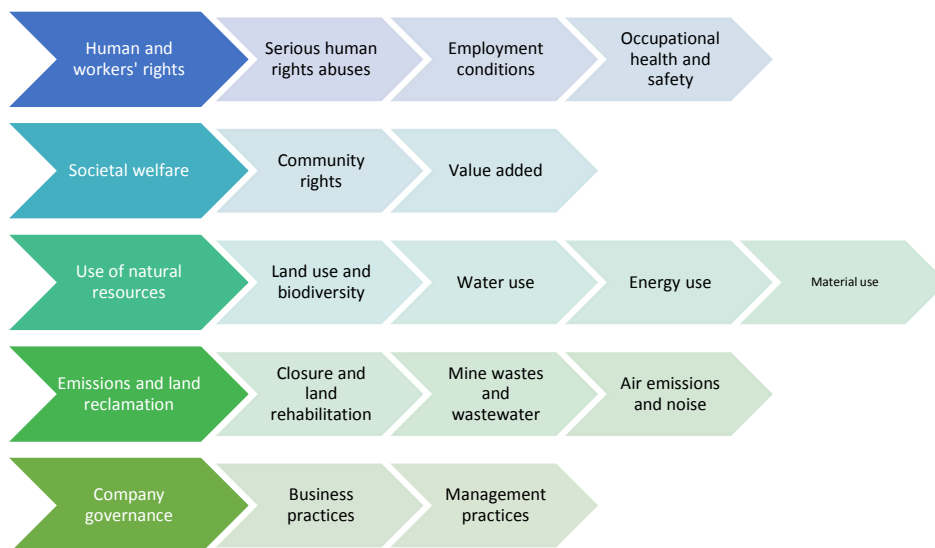 Human and
workers' rights
Serious human
rights abuses
Employment
conditions
Occupational
health and
safety
Societal welfare
Community
rights
Value added
Use of natural
resources
Land use and
biodiversity
Water use
Energy use
Material use
Emissions and land
reclamation
Closure and
land
rehabilitation
Mine wastes
and
wastewater
Air emissions
and noise
Company
governance
Business
practices
Management
practices